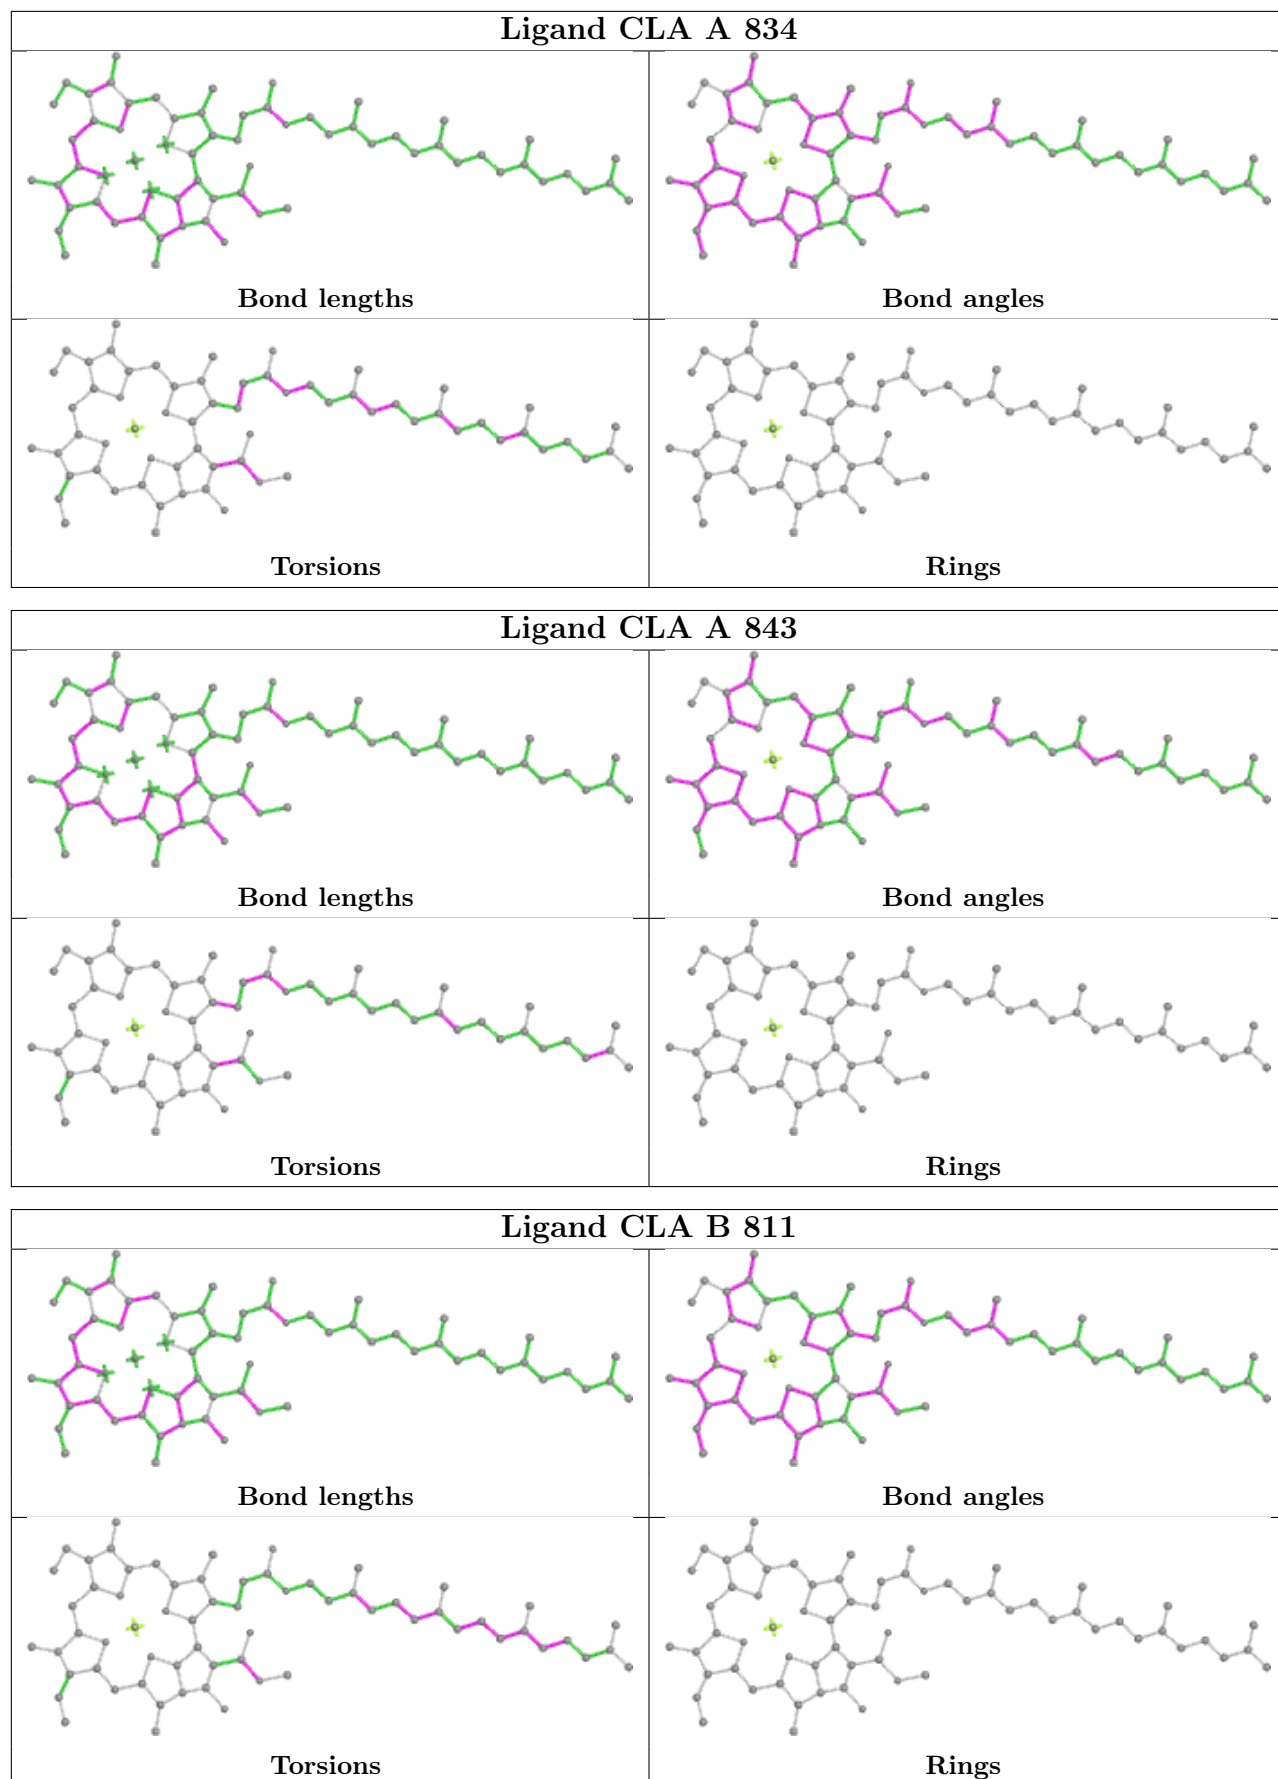 Ligand CLA A 834
Bond lengths
Bond angles
Torsions
Rings
Ligand CLA A 843
Bond lengths
Bond angles
Torsions
Rings
Ligand CLA B 811
Bond lengths
Bond angles
Torsions
Rings